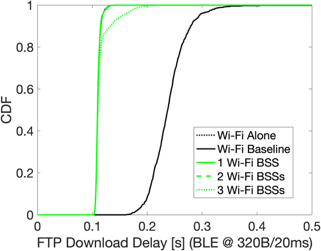 1
0.8
0.6
0.4
0.2
0
CDF
Wi-Fi Alone
Wi-Fi Baseline
1 Wi-Fi BSS
2 Wi-Fi BSSs
3 Wi-Fi BSSs
0 0.1 0.2 0.3 0.4 0.5
FTP Download Delay [s] (BLE @ 320B/20ms)